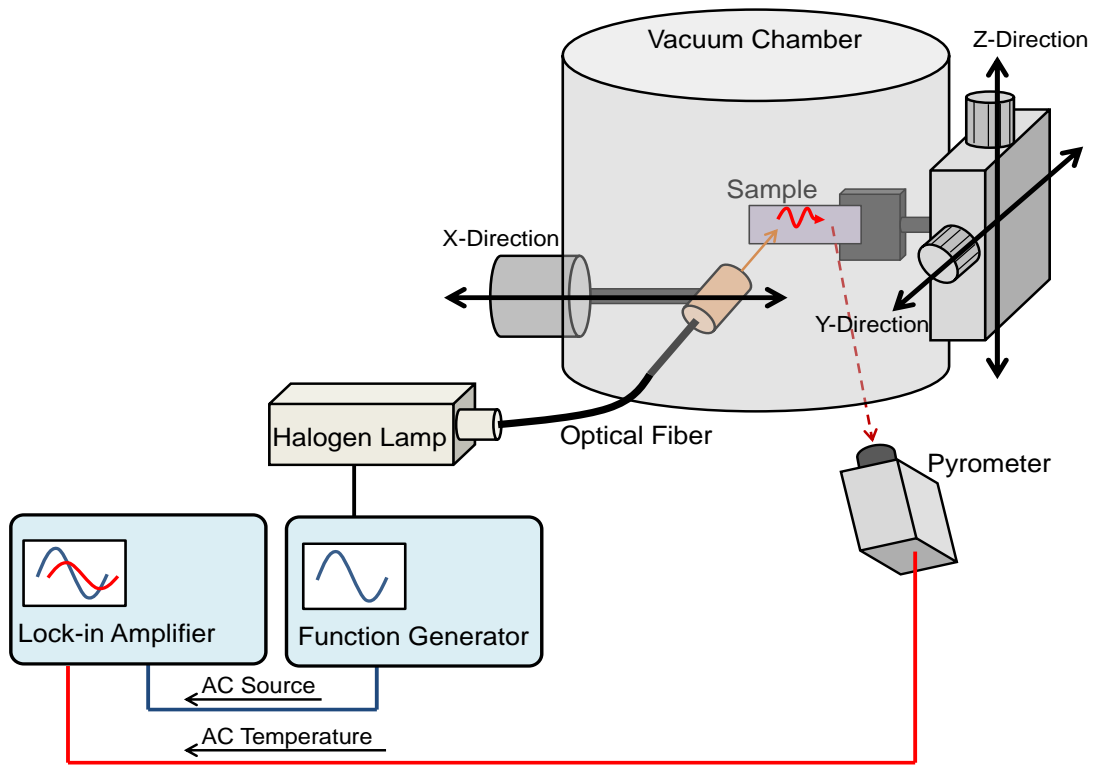 Vacuum Chamber
Z-Direction
Sample
X-Direction
Y-Direction
Halogen Lamp
Optical Fiber
Pyrometer
Lock-in Amplifier
Function Generator
AC Source
AC Temperature